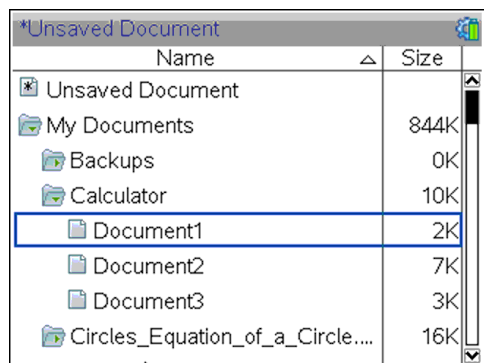 *Unsaved Document
Name Size
Unsaved Document
My Documents 844K
Backups 0K
Calculator 10K
Document1 2K
Document2 7K
Document3 3K
Circles_Equation_of_a_Circle.... 16K